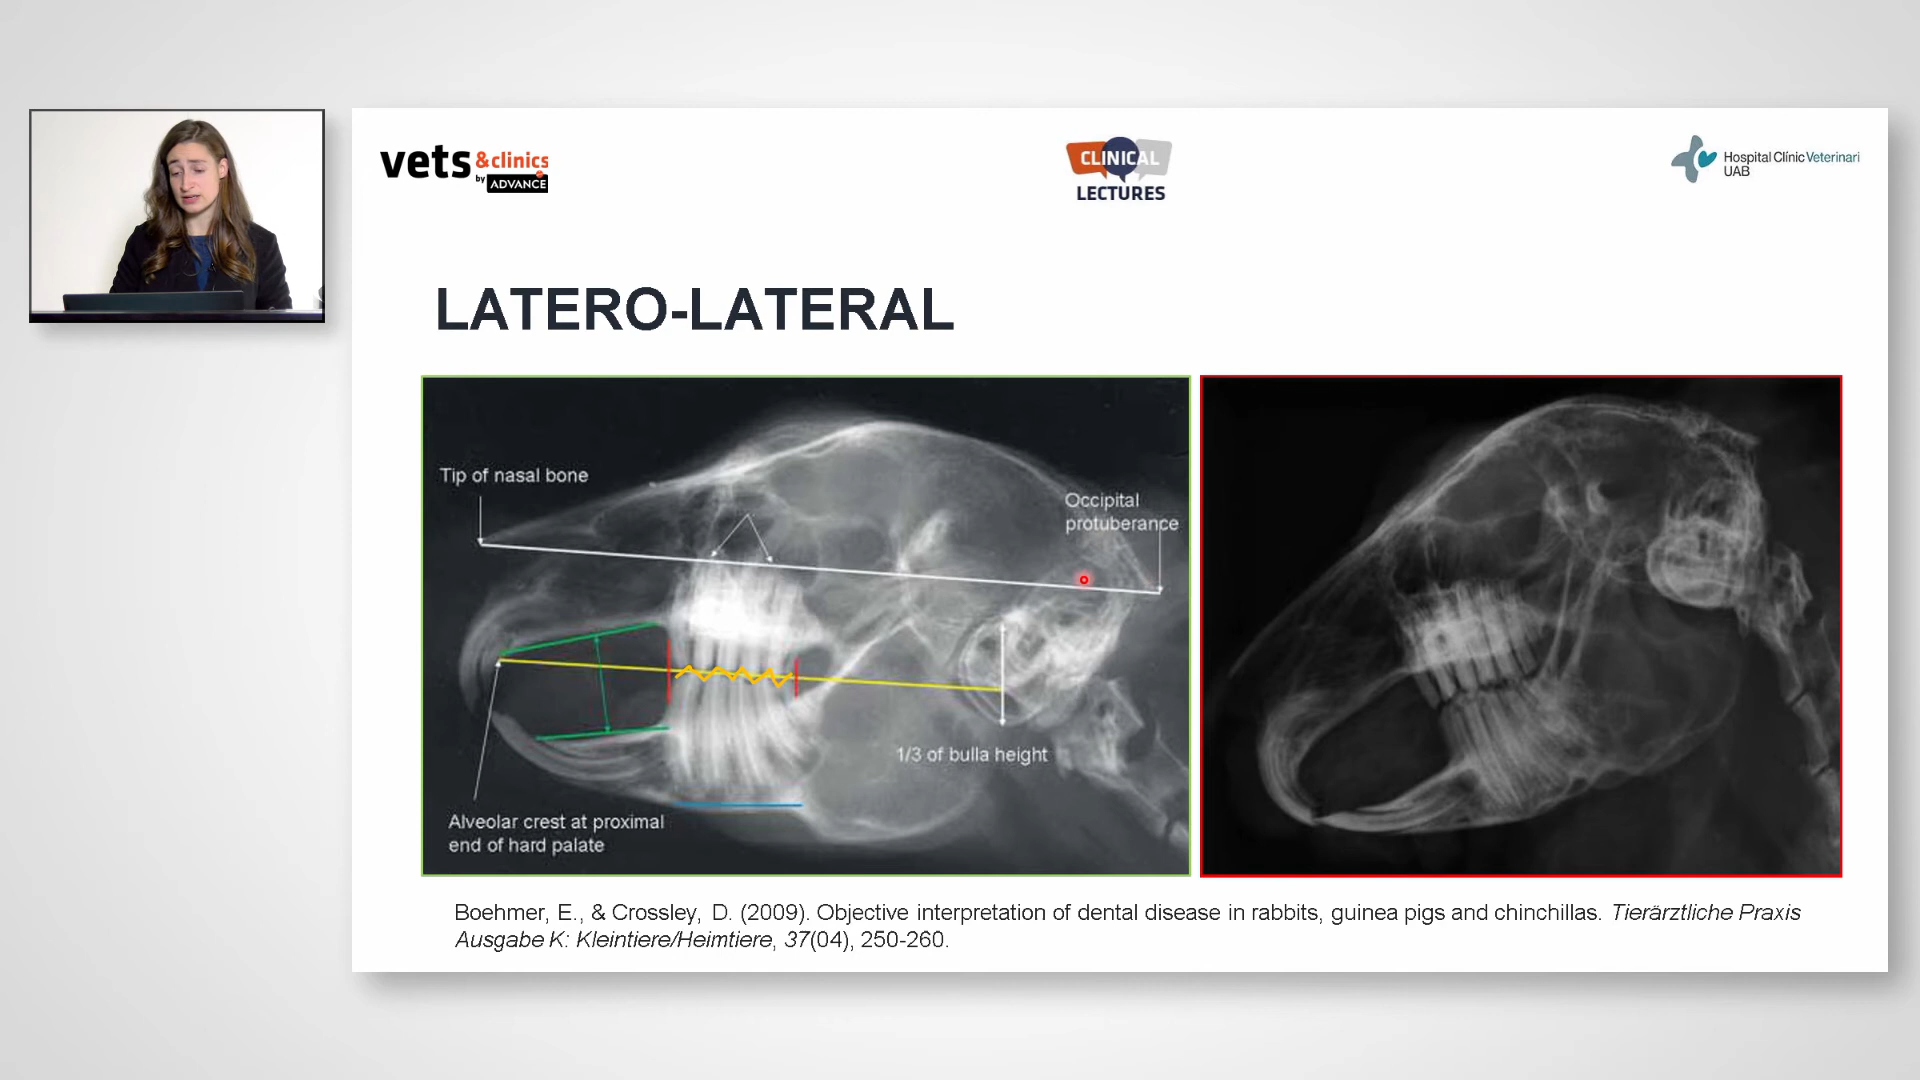 vets &clinics
by ADVANCE
CLINICAL
LECTURES
Hospital Clínic Veterinari
UAB
LATERO-LATERAL
Tip of nasal bone
Occipital
protuberance
1/3 of bulla height
Alveolar crest at proximal
end of hard palate
Boehmer, E., & Crossley, D. (2009). Objective interpretation of dental disease in rabbits, guinea pigs and chinchillas. Tierärztliche Praxis
Ausgabe K: Kleintiere/Heimtiere, 37(04), 250-260.